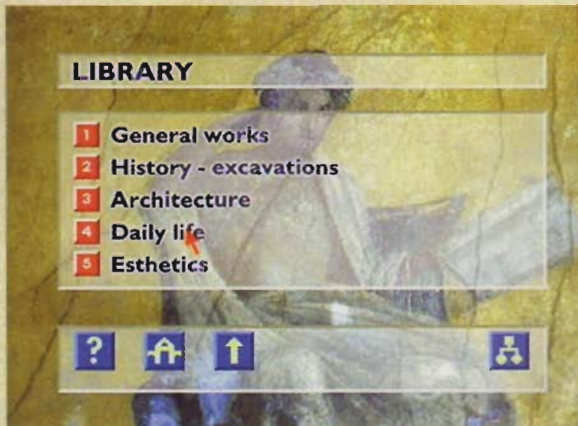 LIBRARY
1 General works
2 History - excavations
3 Architecture
4 Daily life
5 Esthetics
?